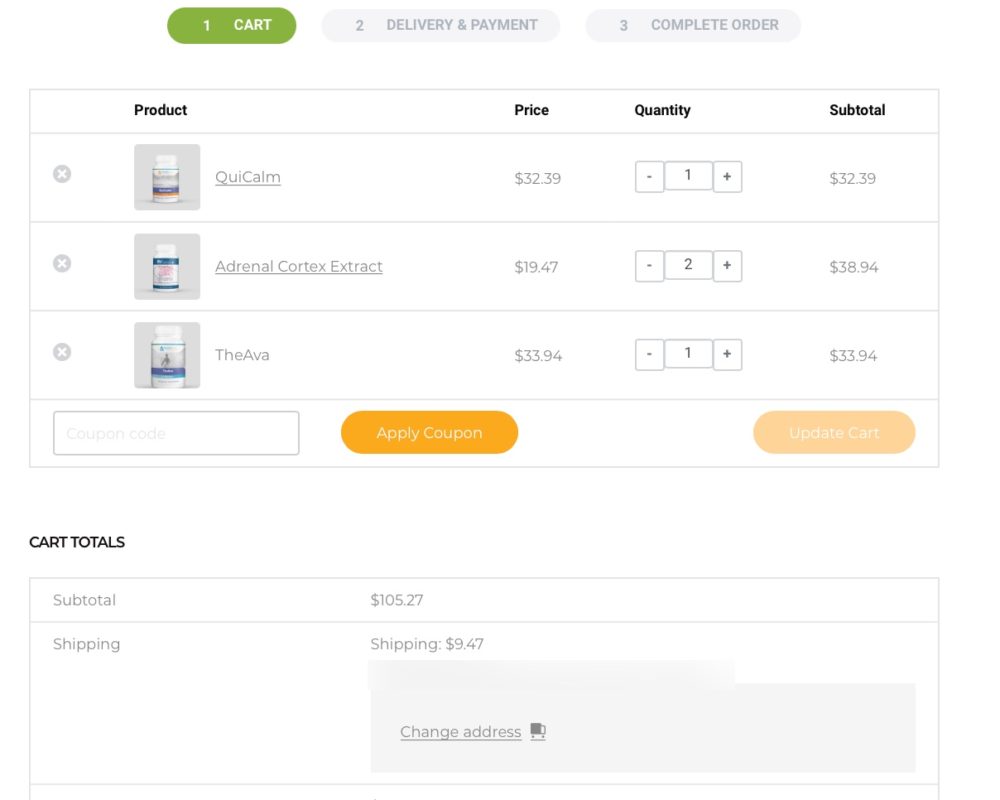 1 CART 2 DELIVERY & PAYMENT 3 COMPLETE ORDER
Product Price Quantity Subtotal
QuiCalm $32.39 - 1 + $32.39
Adrenal Cortex Extract $19.47 - 2 + $38.94
TheAva $33.94 - 1 + $33.94
Coupon code Apply Coupon Update Cart
CART TOTALS
Subtotal $105.27
Shipping Shipping: $9.47
Change address